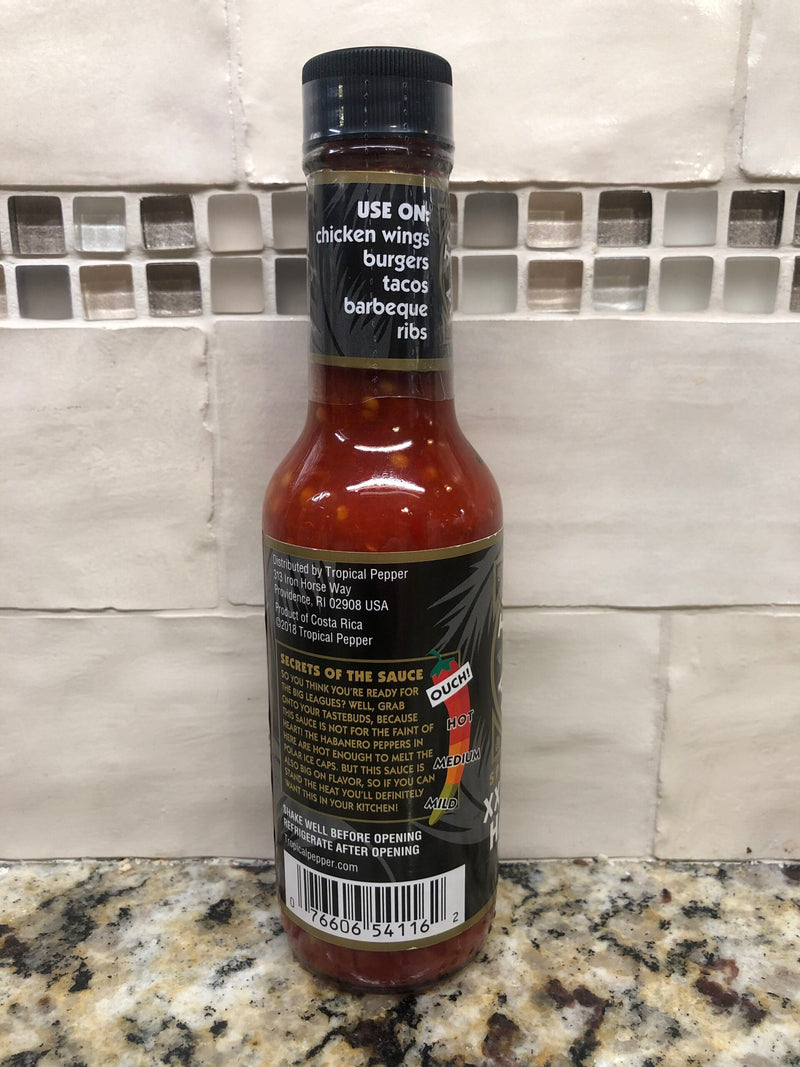 USE ON:
chicken wings
burgers
tacos
barbeque
ribs
Distributed by Tropical Pepper
313 Iron Horse Way
Providence, RI 02908 USA
Product of Costa Rica
©2018 Tropical Pepper
SECRETS OF THE SAUCE
SO YOU THINK YOU'RE READY FOR
THE BIG LEAGUES? WELL, GRAB
ONTO YOUR TASTEBUDS, BECAUSE
THIS SAUCE IS NOT FOR THE FAINT OF
HEART! THE HABANERO PEPPERS IN
HERE ARE HOT ENOUGH TO MELT THE
POLAR ICE CAPS. BUT THIS SAUCE IS
ALSO BIG ON FLAVOR, SO IF YOU CAN
STAND THE HEAT YOU'LL DEFINITELY
WANT THIS IN YOUR KITCHEN!
OUCH!
HOT
MEDIUM
MILD
SHAKE WELL BEFORE OPENING
REFRIGERATE AFTER OPENING
Tropicalpepper.com
0 76606 54116 2